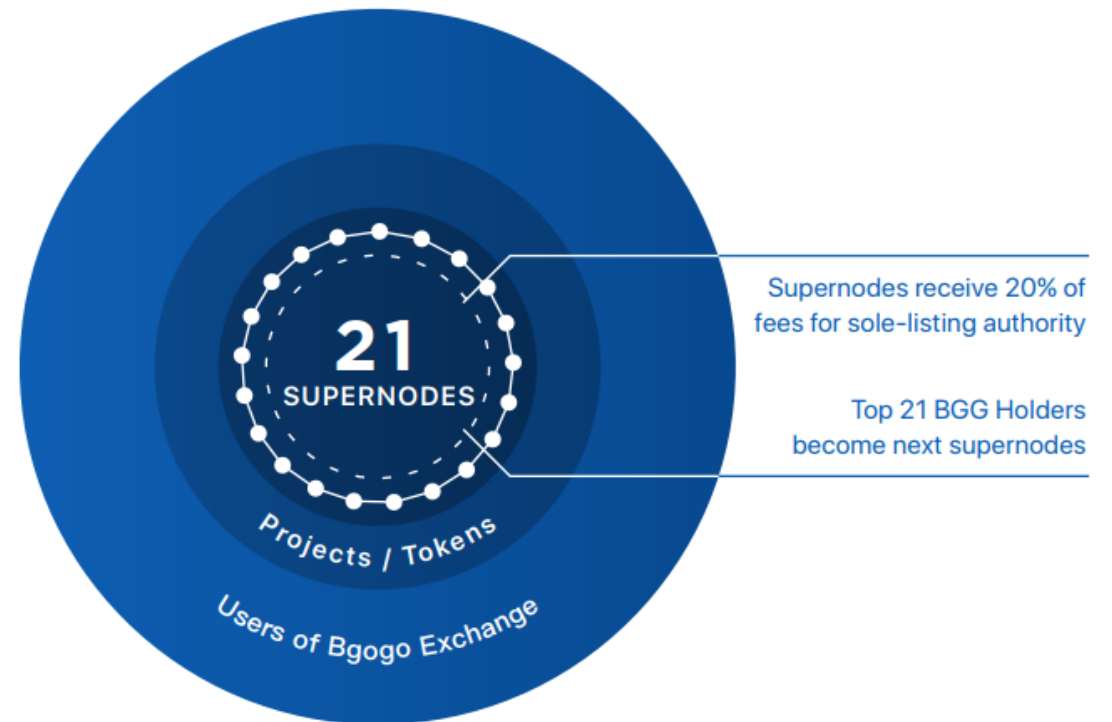 Supernodes receive 20% of
fees for sole-listing authority
21
SUPERNODES
Top 21 BGG Holders
become next supernodes
Projects / Tokens
Users of Bgogo Exchange